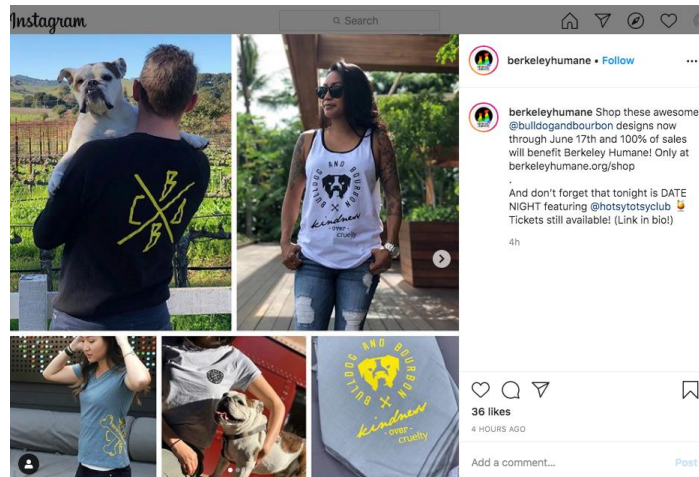 Instagram
Search
berkeleyhumane • Follow
berkeleyhumane Shop these awesome
@bulldogandbourbon designs now
through June 17th and 100% of sales
will benefit Berkeley Humane! Only at
berkeleyhumane.org/shop
.
And don't forget that tonight is DATE
NIGHT featuring @hotsytotsyclub 🍹
Tickets still available! (Link in bio!)
4h
36 likes
4 HOURS AGO
Add a comment...
Post
B
C
D
B
BULLDOG AND BOURBON
kindness
- over -
cruelty
BULLDOG AND BOURBON
kindness
- over -
cruelty